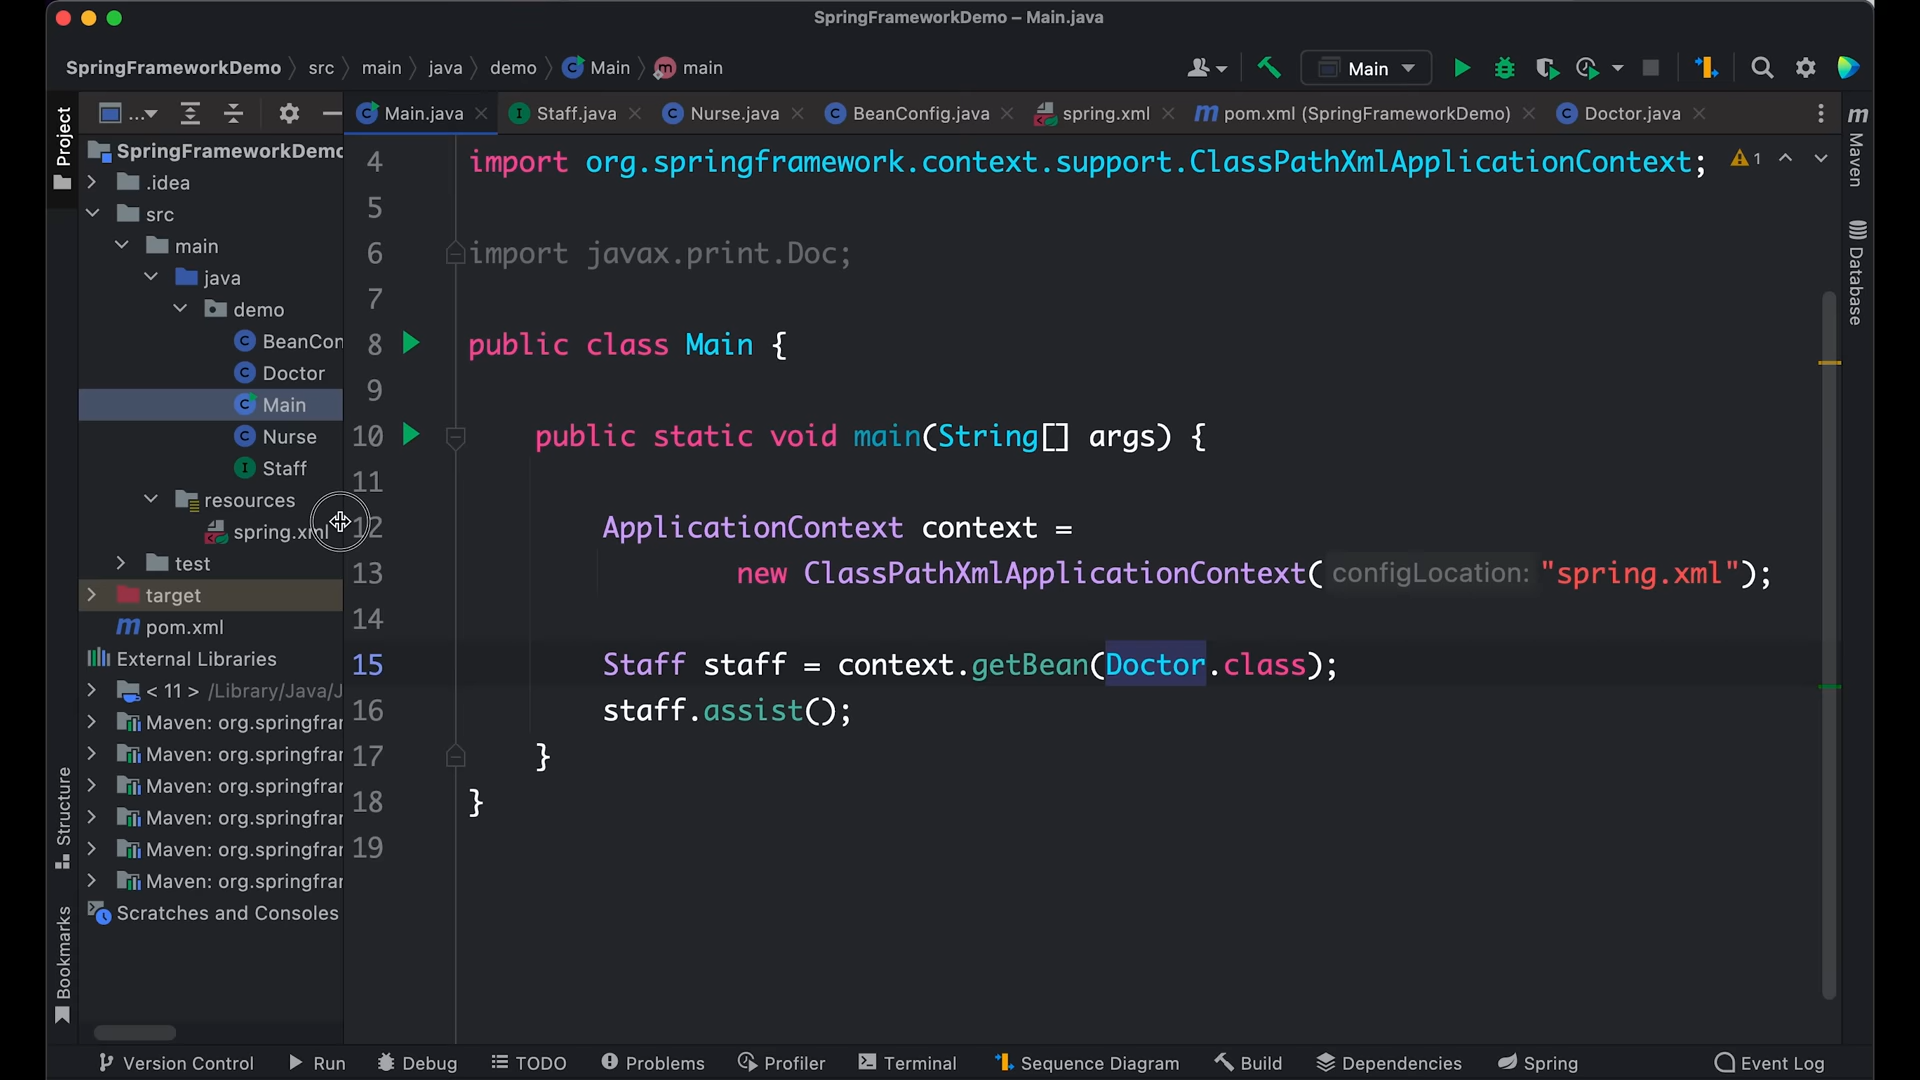 SpringFrameworkDemo – Main.java
SpringFrameworkDemo src main java demo Main main
Main
Project
...
Main.java Staff.java Nurse.java BeanConfig.java spring.xml pom.xml (SpringFrameworkDemo) Doctor.java
SpringFrameworkDemo
.idea
src
main
java
demo
BeanCon
Doctor
Main
Nurse
Staff
resources
spring.xml
test
target
pom.xml
External Libraries
< 11 > /Library/Java/J
Maven: org.springfrar
Maven: org.springfrar
Maven: org.springfrar
Maven: org.springfrar
Maven: org.springfrar
Maven: org.springfrar
Scratches and Consoles
Structure
Bookmarks
4 import org.springframework.context.support.ClassPathXmlApplicationContext; 1
5
6 import javax.print.Doc;
7
8 public class Main {
9
10 public static void main(String[] args) {
11
12 ApplicationContext context =
13 new ClassPathXmlApplicationContext( configLocation: "spring.xml");
14
15 Staff staff = context.getBean(Doctor.class);
16 staff.assist();
17 }
18 }
19
Maven
Database
Version Control Run Debug TODO Problems Profiler Terminal Sequence Diagram Build Dependencies Spring Event Log